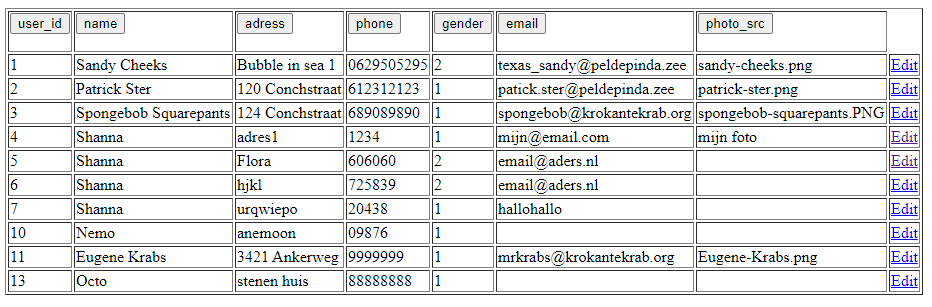 user_id name adress phone gender email photo_src
1 Sandy Cheeks Bubble in sea 1 0629505295 2 texas_sandy@peldepinda.zee sandy-cheeks.png Edit
2 Patrick Ster 120 Conchstraat 612312123 1 patick.ster@peldepinda.zee patrick-ster.png Edit
3 Spongebob Squarepants 124 Conchstraat 689089890 1 spongebob@krokantekrab.org spongebob-squarepants.PNG Edit
4 Shanna adres1 1234 1 mijn@email.com mijn foto Edit
5 Shanna Flora 606060 2 email@aders.nl Edit
6 Shanna hjkl 725839 2 email@aders.nl Edit
7 Shanna urqwiepo 20438 1 hallohallo Edit
10 Nemo anemoon 09876 1 Edit
11 Eugene Krabs 3421 Ankerweg 9999999 1 mrkrabs@krokantekrab.org Eugene-Krabs.png Edit
13 Octo stenen huis 88888888 1 Edit